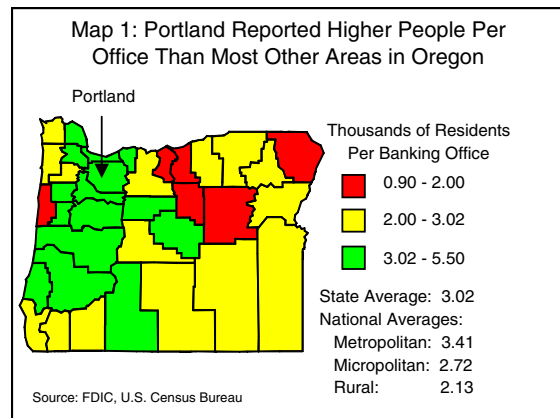 Map 1: Portland Reported Higher People Per
Office Than Most Other Areas in Oregon
Portland
Thousands of Residents
Per Banking Office
0.90 - 2.00
2.00 - 3.02
3.02 - 5.50
State Average: 3.02
National Averages:
Metropolitan: 3.41
Micropolitan: 2.72
Rural: 2.13
Source: FDIC, U.S. Census Bureau